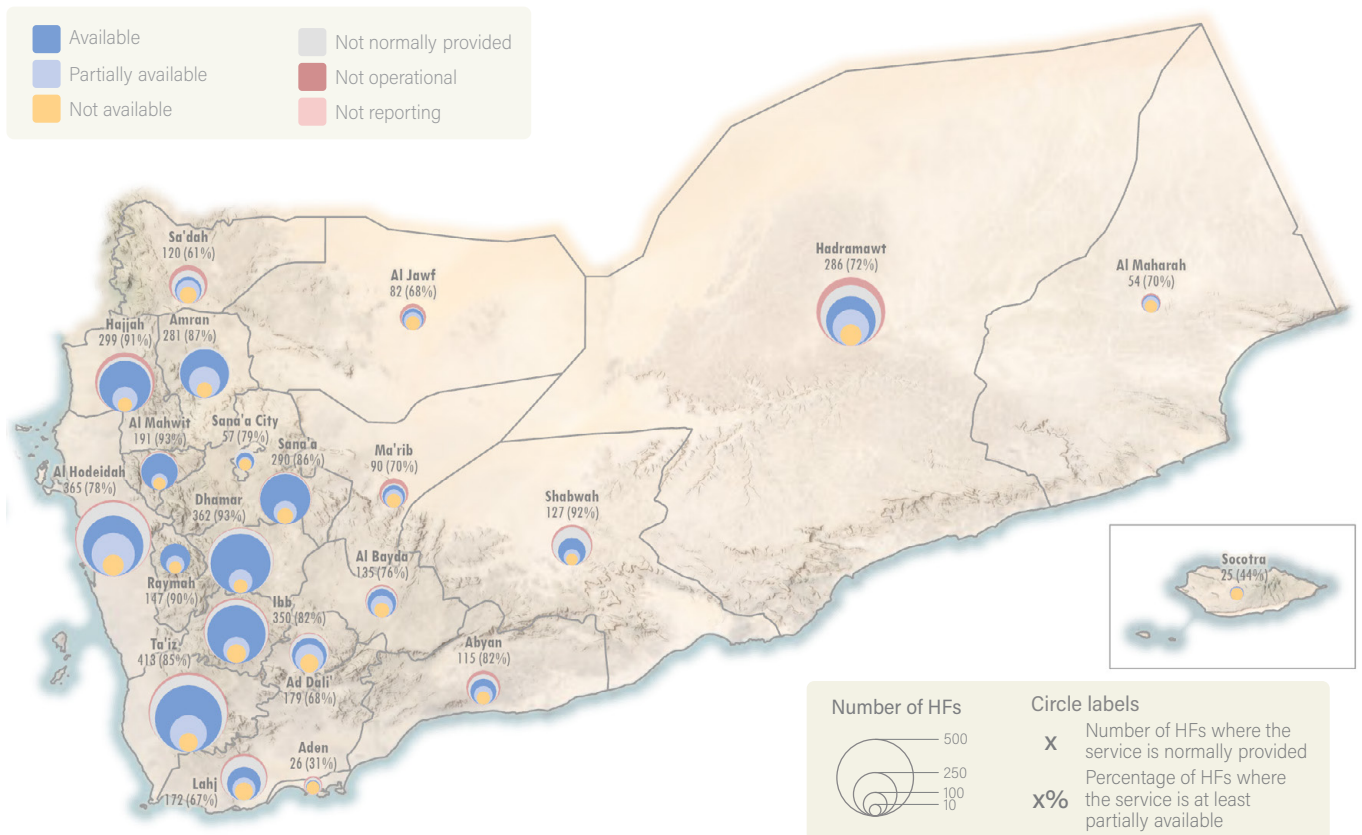 Available
Partially available
Not available
Not normally provided
Not operational
Not reporting
Sa'dah
120 (61%)
Al Jawf
82 (68%)
Hadramawt
286 (72%)
Al Maharah
54 (70%)
Hajjah
299 (91%)
Amran
281 (87%)
Al Mahwit
191 (93%)
Sana'a City
57 (79%)
Sana'a
290 (86%)
Ma'rib
90 (70%)
Al Hodeidah
365 (78%)
Dhamar
362 (93%)
Shabwah
127 (92%)
Al Bayda
135 (76%)
Raymah
147 (90%)
Ibb
350 (82%)
Socotra
25 (44%)
Ta'iz
413 (85%)
Ad Dali'
179 (68%)
Abyan
115 (82%)
Aden
26 (31%)
Lahj
172 (67%)
Number of HFs
500
250
100
10
Circle labels
x
Number of HFs where the
service is normally provided
x%
Percentage of HFs where
the service is at least
partially available